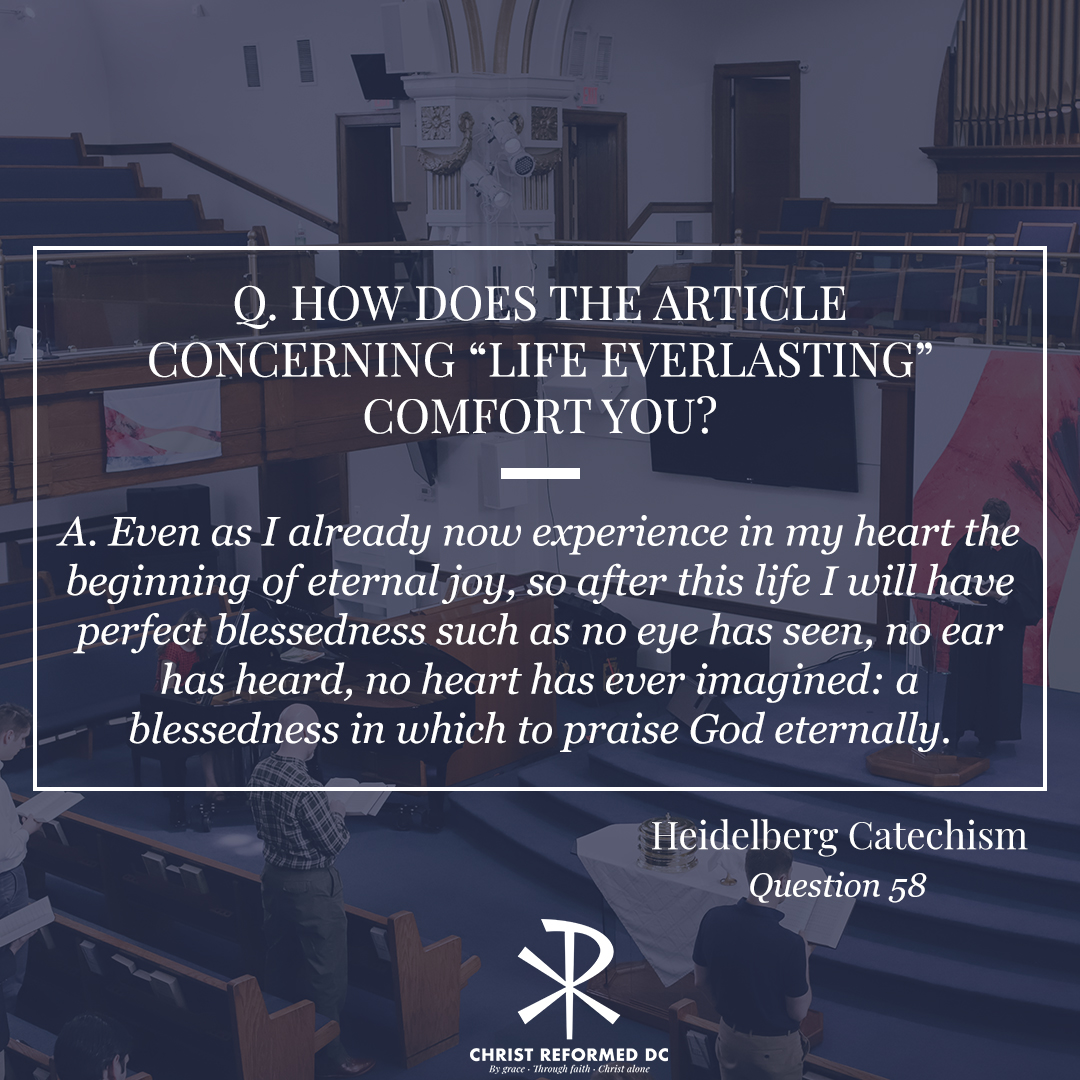 Q. HOW DOES THE ARTICLE
CONCERNING “LIFE EVERLASTING”
COMFORT YOU?
A. Even as I already now experience in my heart the
beginning of eternal joy, so after this life I will have
perfect blessedness such as no eye has seen, no ear
has heard, no heart has ever imagined: a
blessedness in which to praise God eternally.
Heidelberg Catechism
Question 58
CHRIST REFORMED DC
By grace · Through faith · Christ alone